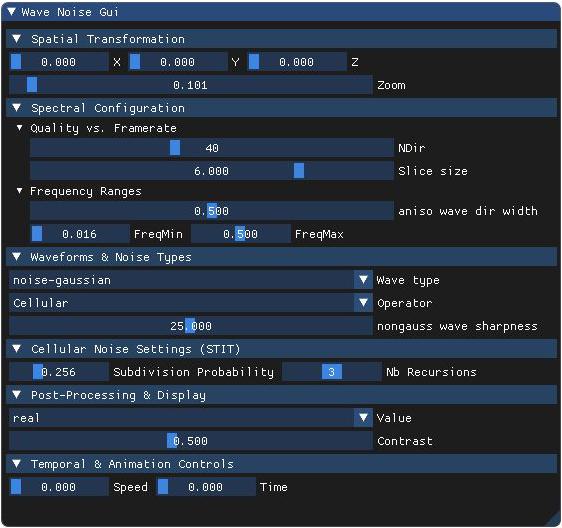 Wave Noise Gui
Spatial Transformation
0.000 X 0.000 Y 0.000 Z
0.101 Zoom
Spectral Configuration
Quality vs. Framerate
40 NDir
6.000 Slice size
Frequency Ranges
0.500 aniso wave dir width
0.016 FreqMin 0.500 FreqMax
Waveforms & Noise Types
noise-gaussian Wave type
Cellular Operator
25.000 nongauss wave sharpness
Cellular Noise Settings (STIT)
0.256 Subdivision Probability 3 Nb Recursions
Post-Processing & Display
real Value
0.500 Contrast
Temporal & Animation Controls
0.000 Speed 0.000 Time